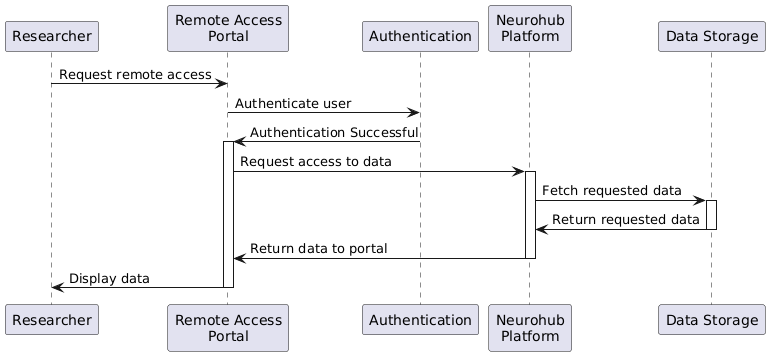 Researcher
Remote Access
Portal
Authentication
Neurohub
Platform
Data Storage
Request remote access
Authenticate user
Authentication Successful
Request access to data
Fetch requested data
Return requested data
Return data to portal
Display data
Researcher
Remote Access
Portal
Authentication
Neurohub
Platform
Data Storage